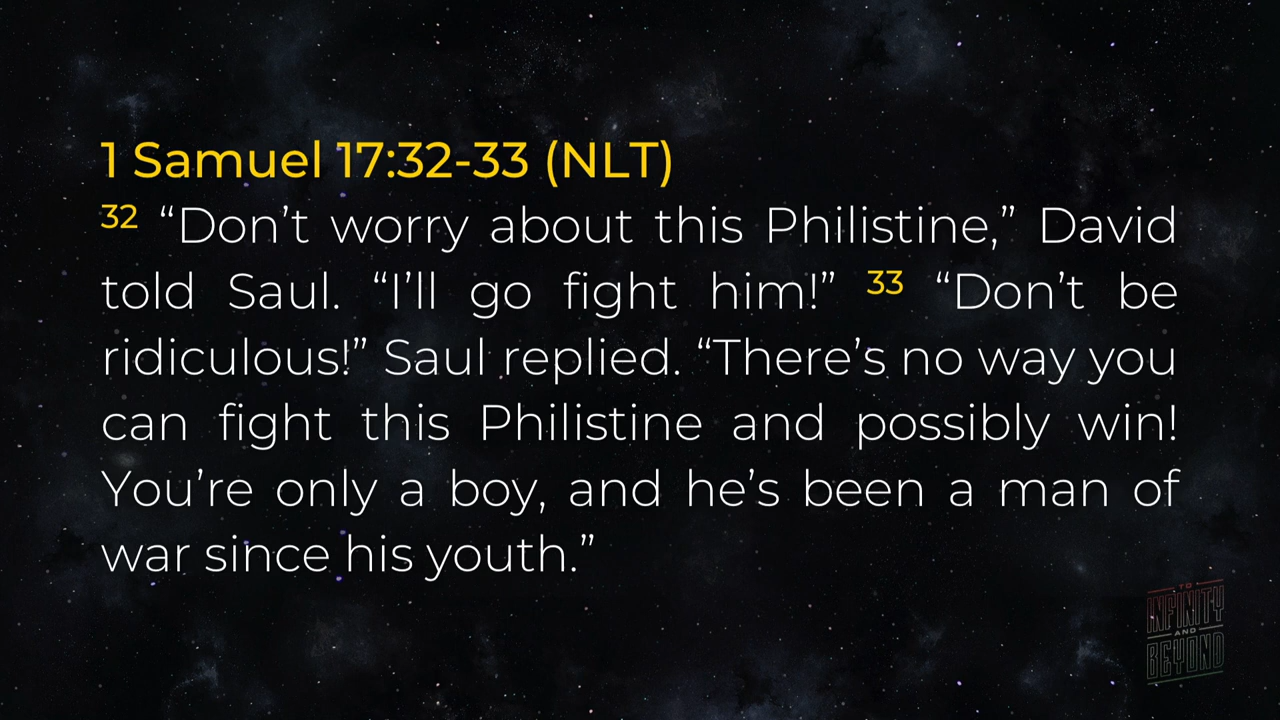 1 Samuel 17:32-33 (NLT)
32 “Don’t worry about this Philistine,” David
told Saul. “I’ll go fight him!” 33 “Don’t be
ridiculous!” Saul replied. “There’s no way you
can fight this Philistine and possibly win!
You’re only a boy, and he’s been a man of
war since his youth.”
TO
INFINITY
AND
BEYOND